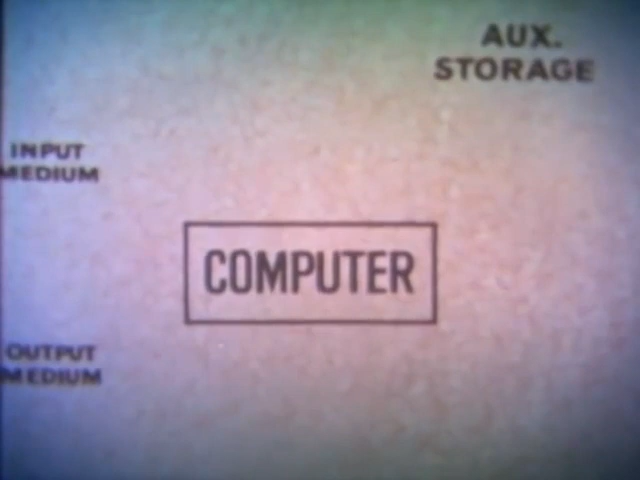 AUX.
STORAGE
INPUT
MEDIUM
COMPUTER
OUTPUT
MEDIUM